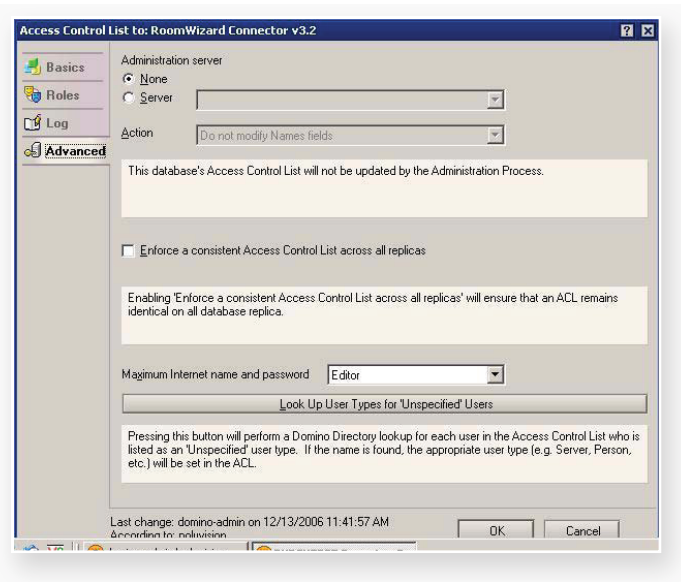 Access Control List to: RoomWizard Connector v3.2
Basics
Roles
Log
Advanced
Administration server
None
Server
Action
Do not modify Names fields
This database's Access Control List will not be updated by the Administration Process.
Enforce a consistent Access Control List across all replicas
Enabling 'Enforce a consistent Access Control List across all replicas' will ensure that an ACL remains
identical on all database replica.
Maximum Internet name and password Editor
Look Up User Types for 'Unspecified' Users
Pressing this button will perform a Domino Directory lookup for each user in the Access Control List who is
listed as an 'Unspecified' user type. If the name is found, the appropriate user type (e.g. Server, Person,
etc.) will be set in the ACL.
Last change: domino-admin on 12/13/2006 11:41:57 AM
According to: polyvision
OK Cancel